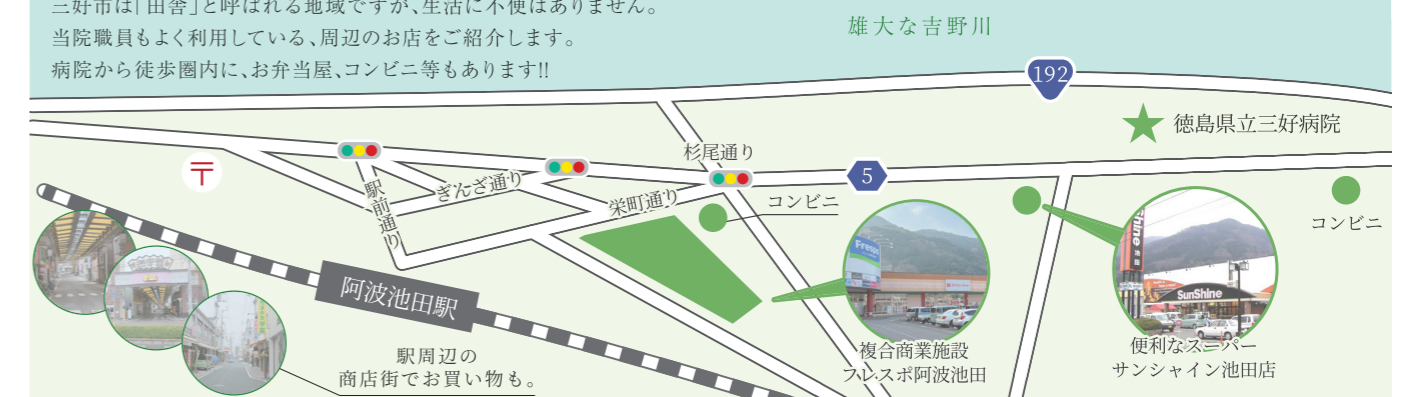 三好市は「田舎」と呼ばれる地域ですが、生活に不便はありません。
当院職員もよく利用している、周辺のお店をご紹介します。
病院から徒歩圏内に、お弁当屋、コンビニ等もあります!!
雄大な吉野川
192
徳島県立三好病院
杉尾通り
〒
5
ぎんざ通り
駅前通り
栄町通り
コンビニ
コンビニ
Frespo
Shine
池田
SunShine
阿波池田駅
複合商業施設
フレスポ阿波池田
便利なスーパー
サンシャイン池田店
駅周辺の
商店街でお買い物も。